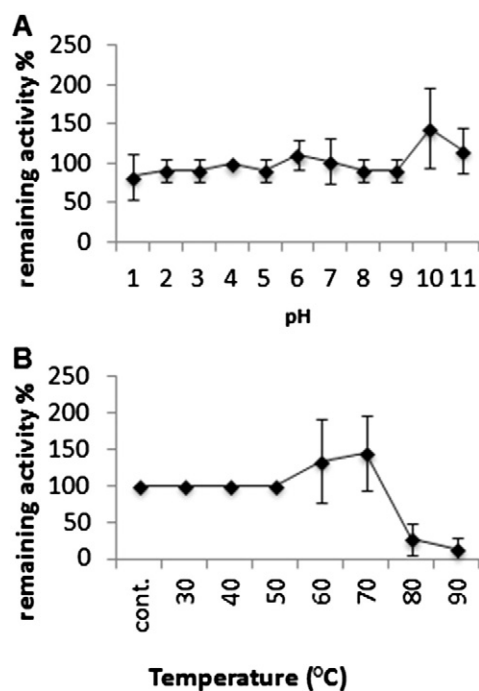 A
remaining activity %
250
200
150
100
50
0
1 2 3 4 5 6 7 8 9 10 11
pH
B
remaining activity %
250
200
150
100
50
0
cont. 30 40 50 60 70 80 90
Temperature (⁰C)